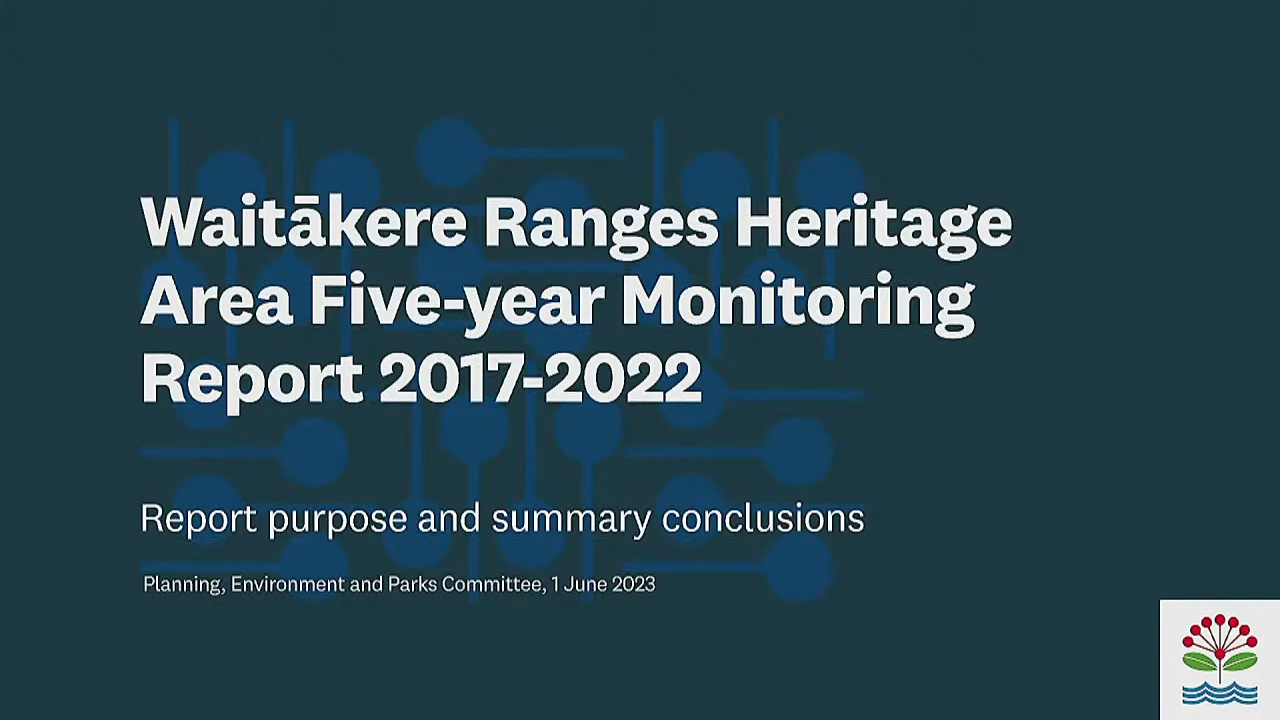 Waitākere Ranges Heritage
Area Five-year Monitoring
Report 2017-2022
Report purpose and summary conclusions
Planning, Environment and Parks Committee, 1 June 2023